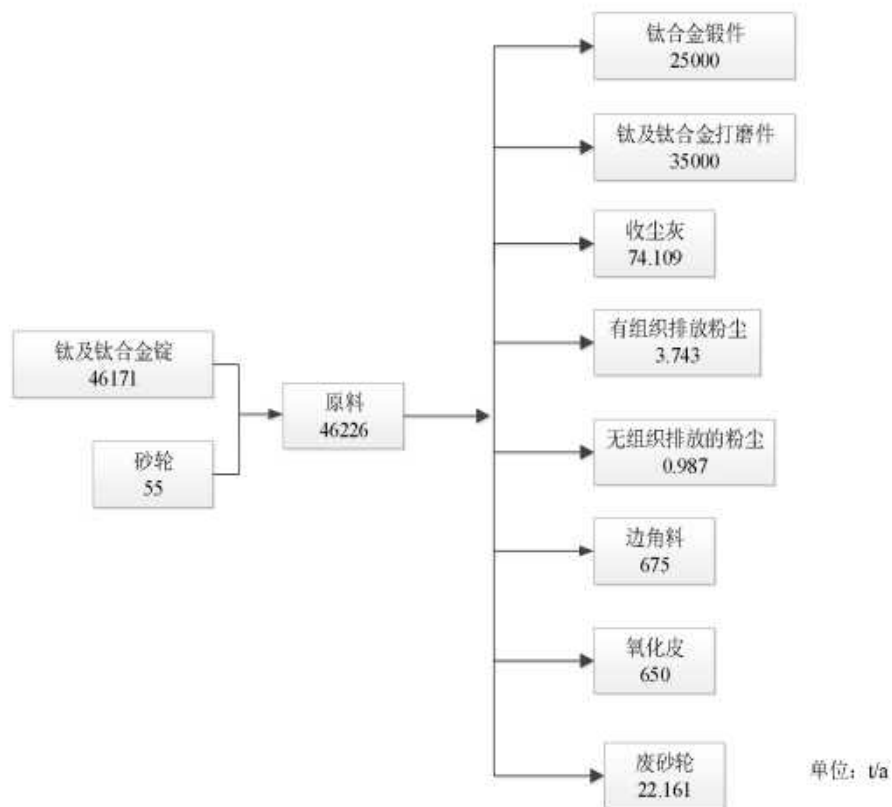 钛合金锻件
25000
钛及钛合金打磨件
35000
收尘灰
74.109
有组织排放粉尘
3.743
钛及钛合金锭
46171
原料
46226
无组织排放的粉尘
0.987
砂轮
55
边角料
675
氧化皮
650
废砂轮
22.161
单位：t/a